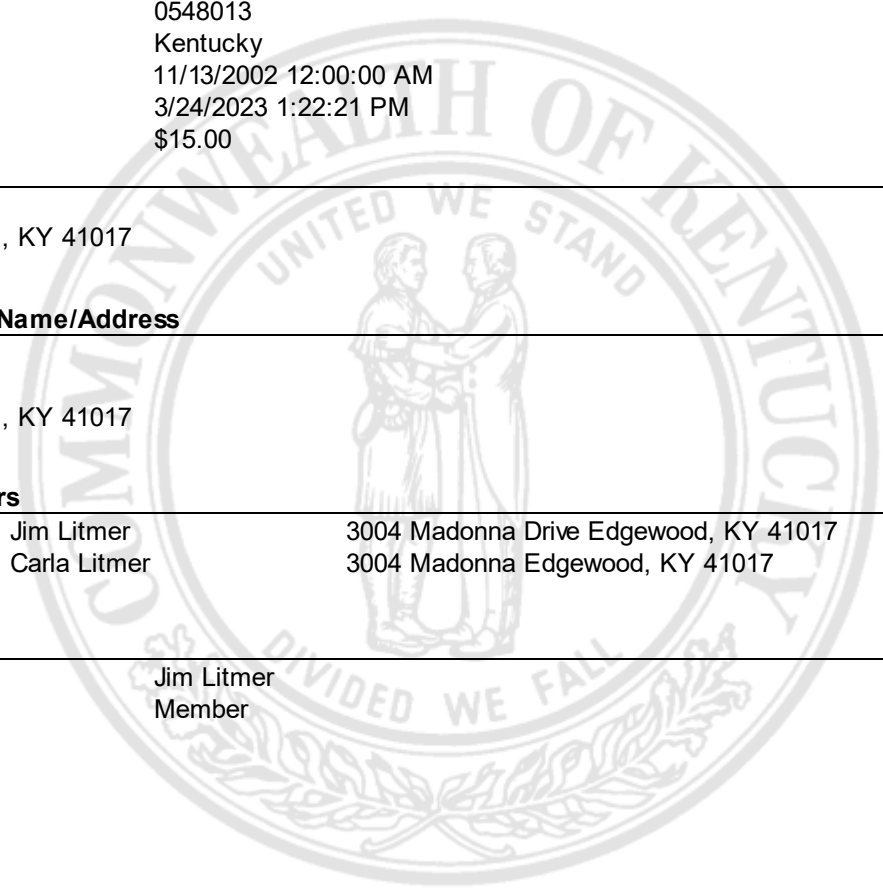 0548013
Kentucky
11/13/2002 12:00:00 AM
3/24/2023 1:22:21 PM
$15.00
COMMONWEALTH OF KENTUCKY
UNITED WE STAND
, KY 41017
Name/Address
, KY 41017
rs
Jim Litmer 3004 Madonna Drive Edgewood, KY 41017
Carla Litmer 3004 Madonna Edgewood, KY 41017
DIVIDED WE FALL
Jim Litmer
Member